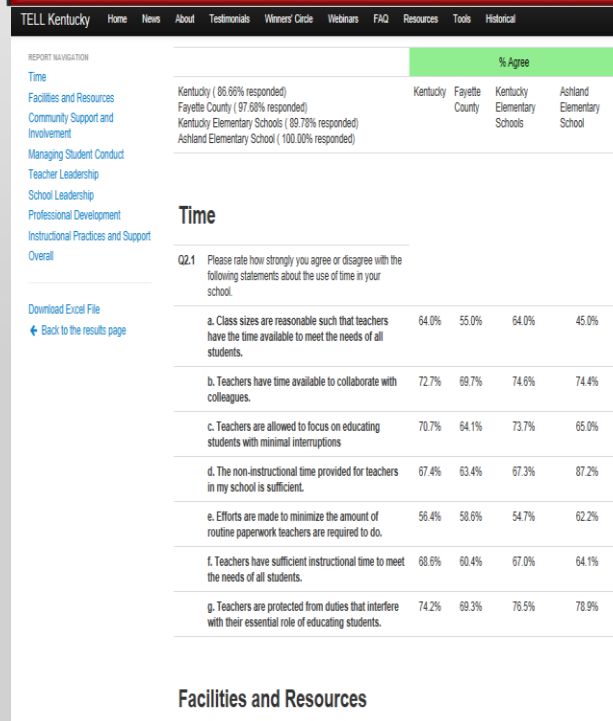 TELL Kentucky Home News About Testimonials Winners' Circle Webinars FAQ Resources Tools Historical
REPORT NAVIGATION
Time
Facilities and Resources
Community Support and
Involvement
Managing Student Conduct
Teacher Leadership
School Leadership
Professional Development
Instructional Practices and Support
Overall
Download Excel File
← Back to the results page
% Agree
Kentucky ( 86.66% responded)
Fayette County ( 97.68% responded)
Kentucky Elementary Schools ( 89.78% responded)
Ashland Elementary School ( 100.00% responded)
Kentucky Fayette Kentucky Ashland
County Elementary Elementary
Schools School
Time
Q2.1 Please rate how strongly you agree or disagree with the
following statements about the use of time in your
school.
a. Class sizes are reasonable such that teachers 64.0% 55.0% 64.0% 45.0%
have the time available to meet the needs of all
students.
b. Teachers have time available to collaborate with 72.7% 69.7% 74.6% 74.4%
colleagues.
c. Teachers are allowed to focus on educating 70.7% 64.1% 73.7% 65.0%
students with minimal interruptions
d. The non-instructional time provided for teachers 67.4% 63.4% 67.3% 87.2%
in my school is sufficient.
e. Efforts are made to minimize the amount of 56.4% 58.6% 54.7% 62.2%
routine paperwork teachers are required to do.
f. Teachers have sufficient instructional time to meet 68.6% 60.4% 67.0% 64.1%
the needs of all students.
g. Teachers are protected from duties that interfere 74.2% 69.3% 76.5% 78.9%
with their essential role of educating students.
Facilities and Resources